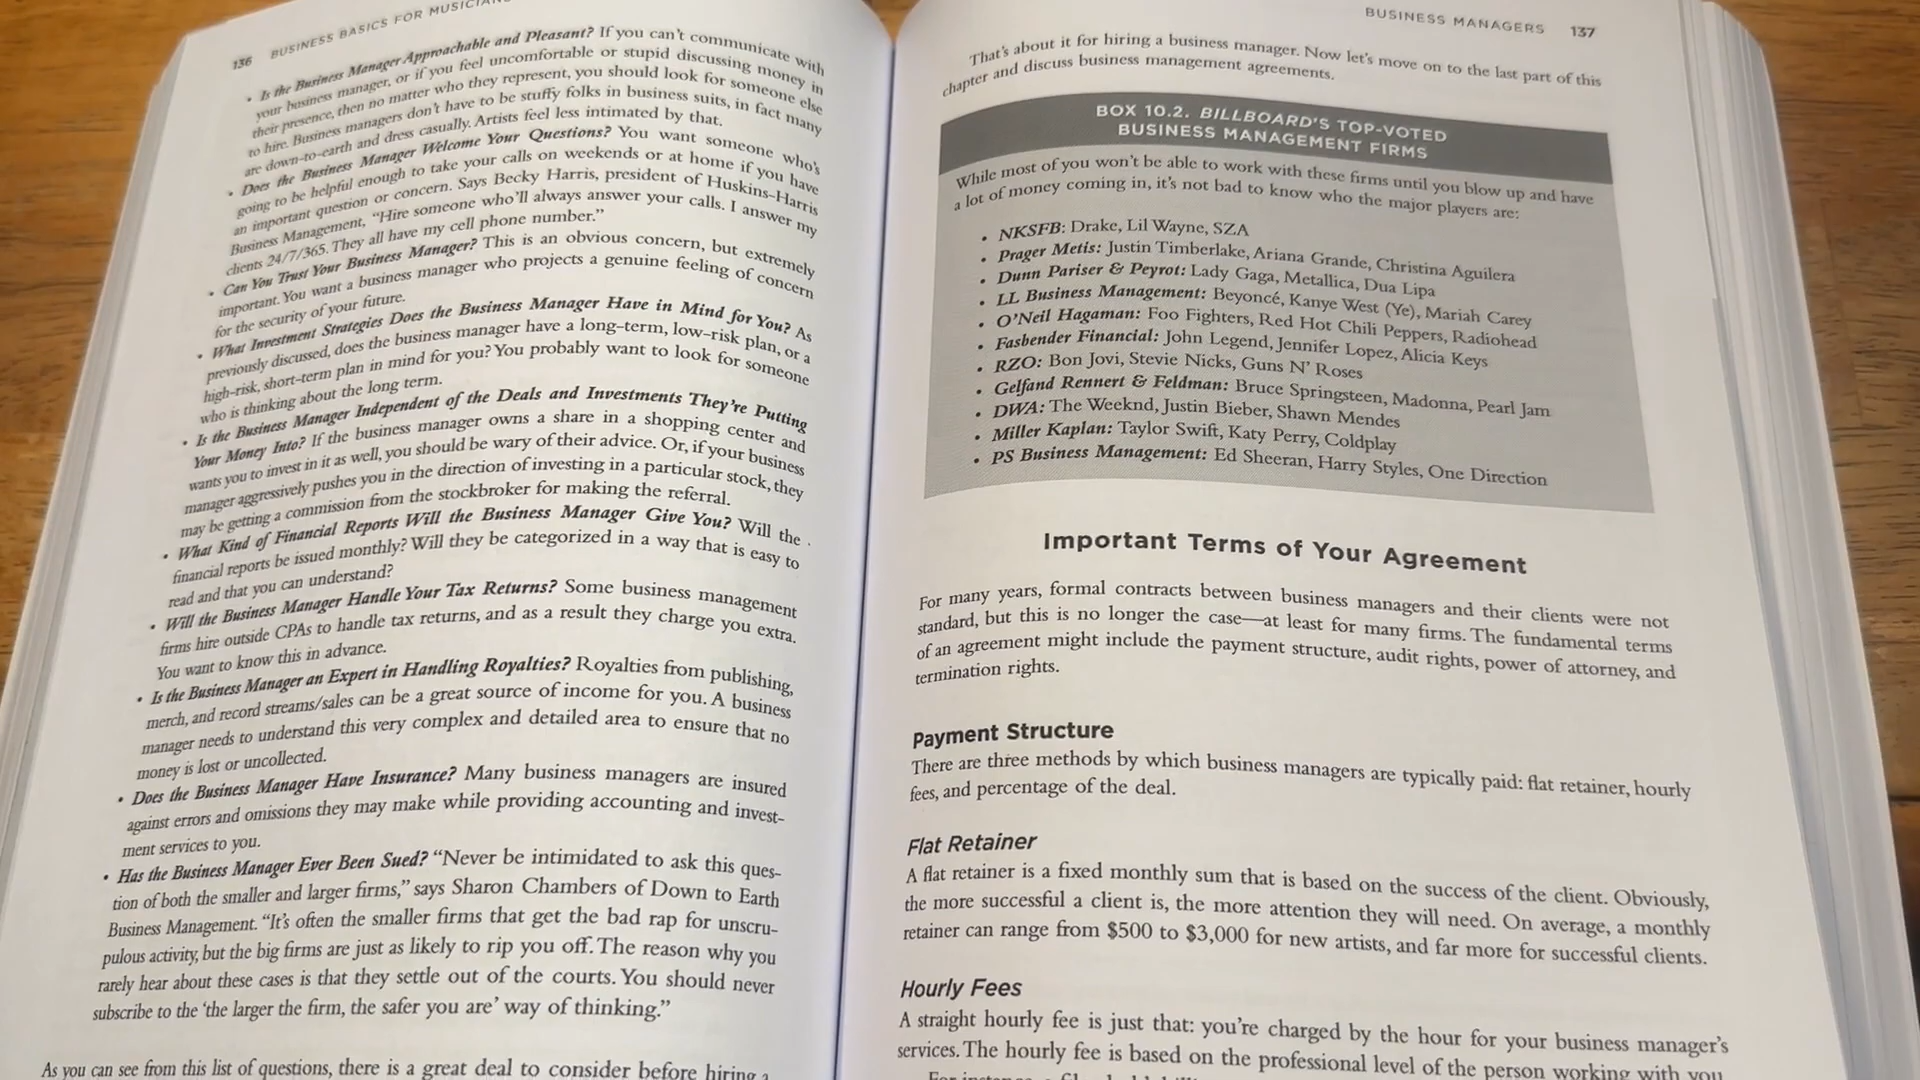 136 BUSINESS BASICS FOR MUSICIANS
• Is the Business Manager Approachable and Pleasant? If you can't communicate with
your business manager, or if you feel uncomfortable or stupid discussing money in
their presence, then no matter who they represent, you should look for someone else
to hire. Business managers don't have to be stuffy folks in business suits, in fact many
are down-to-earth and dress casually. Artists feel less intimated by that.
• Does the Business Manager Welcome Your Questions? You want someone who's
going to be helpful enough to take your calls on weekends or at home if you have
an important question or concern. Says Becky Harris, president of Huskins-Harris
Business Management, “Hire someone who'll always answer your calls. I answer my
clients 24/7/365. They all have my cell phone number.”
• Can You Trust Your Business Manager? This is an obvious concern, but extremely
important. You want a business manager who projects a genuine feeling of concern
for the security of your future.
• What Investment Strategies Does the Business Manager Have in Mind for You? As
previously discussed, does the business manager have a long-term, low-risk plan, or a
high-risk, short-term plan in mind for you? You probably want to look for someone
who is thinking about the long term.
• Is the Business Manager Independent of the Deals and Investments They're Putting
Your Money Into? If the business manager owns a share in a shopping center and
wants you to invest in it as well, you should be wary of their advice. Or, if your business
manager aggressively pushes you in the direction of investing in a particular stock, they
may be getting a commission from the stockbroker for making the referral.
• What Kind of Financial Reports Will the Business Manager Give You? Will the
financial reports be issued monthly? Will they be categorized in a way that is easy to
read and that you can understand?
• Will the Business Manager Handle Your Tax Returns? Some business management
firms hire outside CPAs to handle tax returns, and as a result they charge you extra.
You want to know this in advance.
• Is the Business Manager an Expert in Handling Royalties? Royalties from publishing,
merch, and record streams/sales can be a great source of income for you. A business
manager needs to understand this very complex and detailed area to ensure that no
money is lost or uncollected.
• Does the Business Manager Have Insurance? Many business managers are insured
against errors and omissions they may make while providing accounting and invest-
ment services to you.
• Has the Business Manager Ever Been Sued? “Never be intimidated to ask this ques-
tion of both the smaller and larger firms,” says Sharon Chambers of Down to Earth
Business Management. “It's often the smaller firms that get the bad rap for unscru-
pulous activity, but the big firms are just as likely to rip you off. The reason why you
rarely hear about these cases is that they settle out of the courts. You should never
subscribe to the ‘the larger the firm, the safer you are’ way of thinking.”
As you can see from this list of questions, there is a great deal to consider before hiring a
BUSINESS MANAGERS 137
That's about it for hiring a business manager. Now let's move on to the last part of this
chapter and discuss business management agreements.
BOX 10.2. BILLBOARD'S TOP-VOTED
BUSINESS MANAGEMENT FIRMS
While most of you won't be able to work with these firms until you blow up and have
a lot of money coming in, it's not bad to know who the major players are:
• NKSFB: Drake, Lil Wayne, SZA
• Prager Metis: Justin Timberlake, Ariana Grande, Christina Aguilera
• Dunn Pariser & Peyrot: Lady Gaga, Metallica, Dua Lipa
• LL Business Management: Beyoncé, Kanye West (Ye), Mariah Carey
• O'Neil Hagaman: Foo Fighters, Red Hot Chili Peppers, Radiohead
• Fasbender Financial: John Legend, Jennifer Lopez, Alicia Keys
• RZO: Bon Jovi, Stevie Nicks, Guns N' Roses
• Gelfand Rennert & Feldman: Bruce Springsteen, Madonna, Pearl Jam
• DWA: The Weeknd, Justin Bieber, Shawn Mendes
• Miller Kaplan: Taylor Swift, Katy Perry, Coldplay
• PS Business Management: Ed Sheeran, Harry Styles, One Direction
Important Terms of Your Agreement
For many years, formal contracts between business managers and their clients were not
standard, but this is no longer the case—at least for many firms. The fundamental terms
of an agreement might include the payment structure, audit rights, power of attorney, and
termination rights.
Payment Structure
There are three methods by which business managers are typically paid: flat retainer, hourly
fees, and percentage of the deal.
Flat Retainer
A flat retainer is a fixed monthly sum that is based on the success of the client. Obviously,
the more successful a client is, the more attention they will need. On average, a monthly
retainer can range from $500 to $3,000 for new artists, and far more for successful clients.
Hourly Fees
A straight hourly fee is just that: you're charged by the hour for your business manager's
services. The hourly fee is based on the professional level of the person working with you